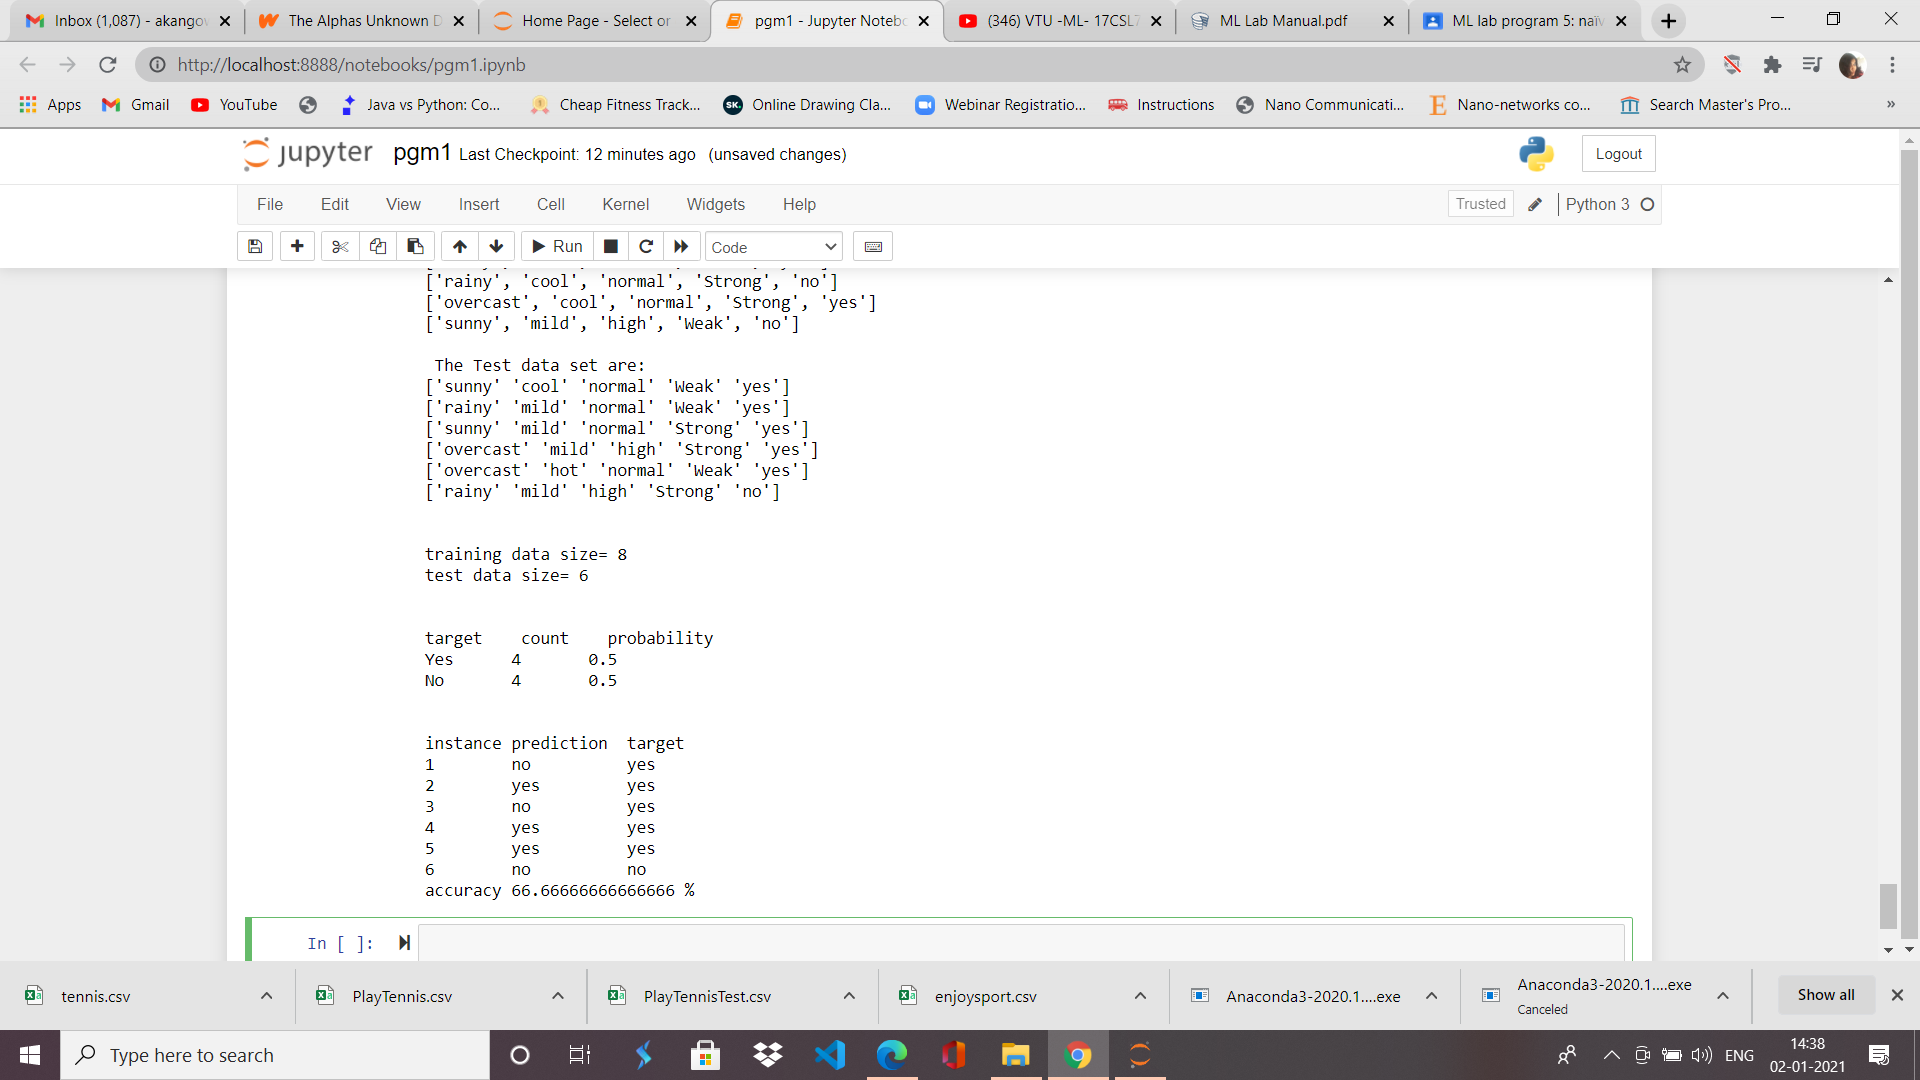 Inbox (1,087) - akangov
The Alphas Unknown D
Home Page - Select or
pgm1 - Jupyter Notebo
(346) VTU -ML- 17CSL7
ML Lab Manual.pdf
ML lab program 5: naïv
http://localhost:8888/notebooks/pgm1.ipynb
Apps Gmail YouTube Java vs Python: Co... Cheap Fitness Track... SK. Online Drawing Cla... Webinar Registratio... Instructions Nano Communicati... Nano-networks co... Search Master's Pro... »
jupyter pgm1 Last Checkpoint: 12 minutes ago (unsaved changes) Logout
File Edit View Insert Cell Kernel Widgets Help Trusted Python 3
Run Code
['rainy', 'cool', 'normal', 'Strong', 'no']
['overcast', 'cool', 'normal', 'Strong', 'yes']
['sunny', 'mild', 'high', 'Weak', 'no']
The Test data set are:
['sunny' 'cool' 'normal' 'Weak' 'yes']
['rainy' 'mild' 'normal' 'Weak' 'yes']
['sunny' 'mild' 'normal' 'Strong' 'yes']
['overcast' 'mild' 'high' 'Strong' 'yes']
['overcast' 'hot' 'normal' 'Weak' 'yes']
['rainy' 'mild' 'high' 'Strong' 'no']
training data size= 8
test data size= 6
target count probability
Yes 4 0.5
No 4 0.5
instance prediction target
1 no yes
2 yes yes
3 no yes
4 yes yes
5 yes yes
6 no no
accuracy 66.66666666666666 %
In [ ]:
tennis.csv
PlayTennis.csv
PlayTennisTest.csv
enjoysport.csv
Anaconda3-2020.1....exe
Anaconda3-2020.1....exe
Canceled
Show all
Type here to search
ENG
14:38
02-01-2021